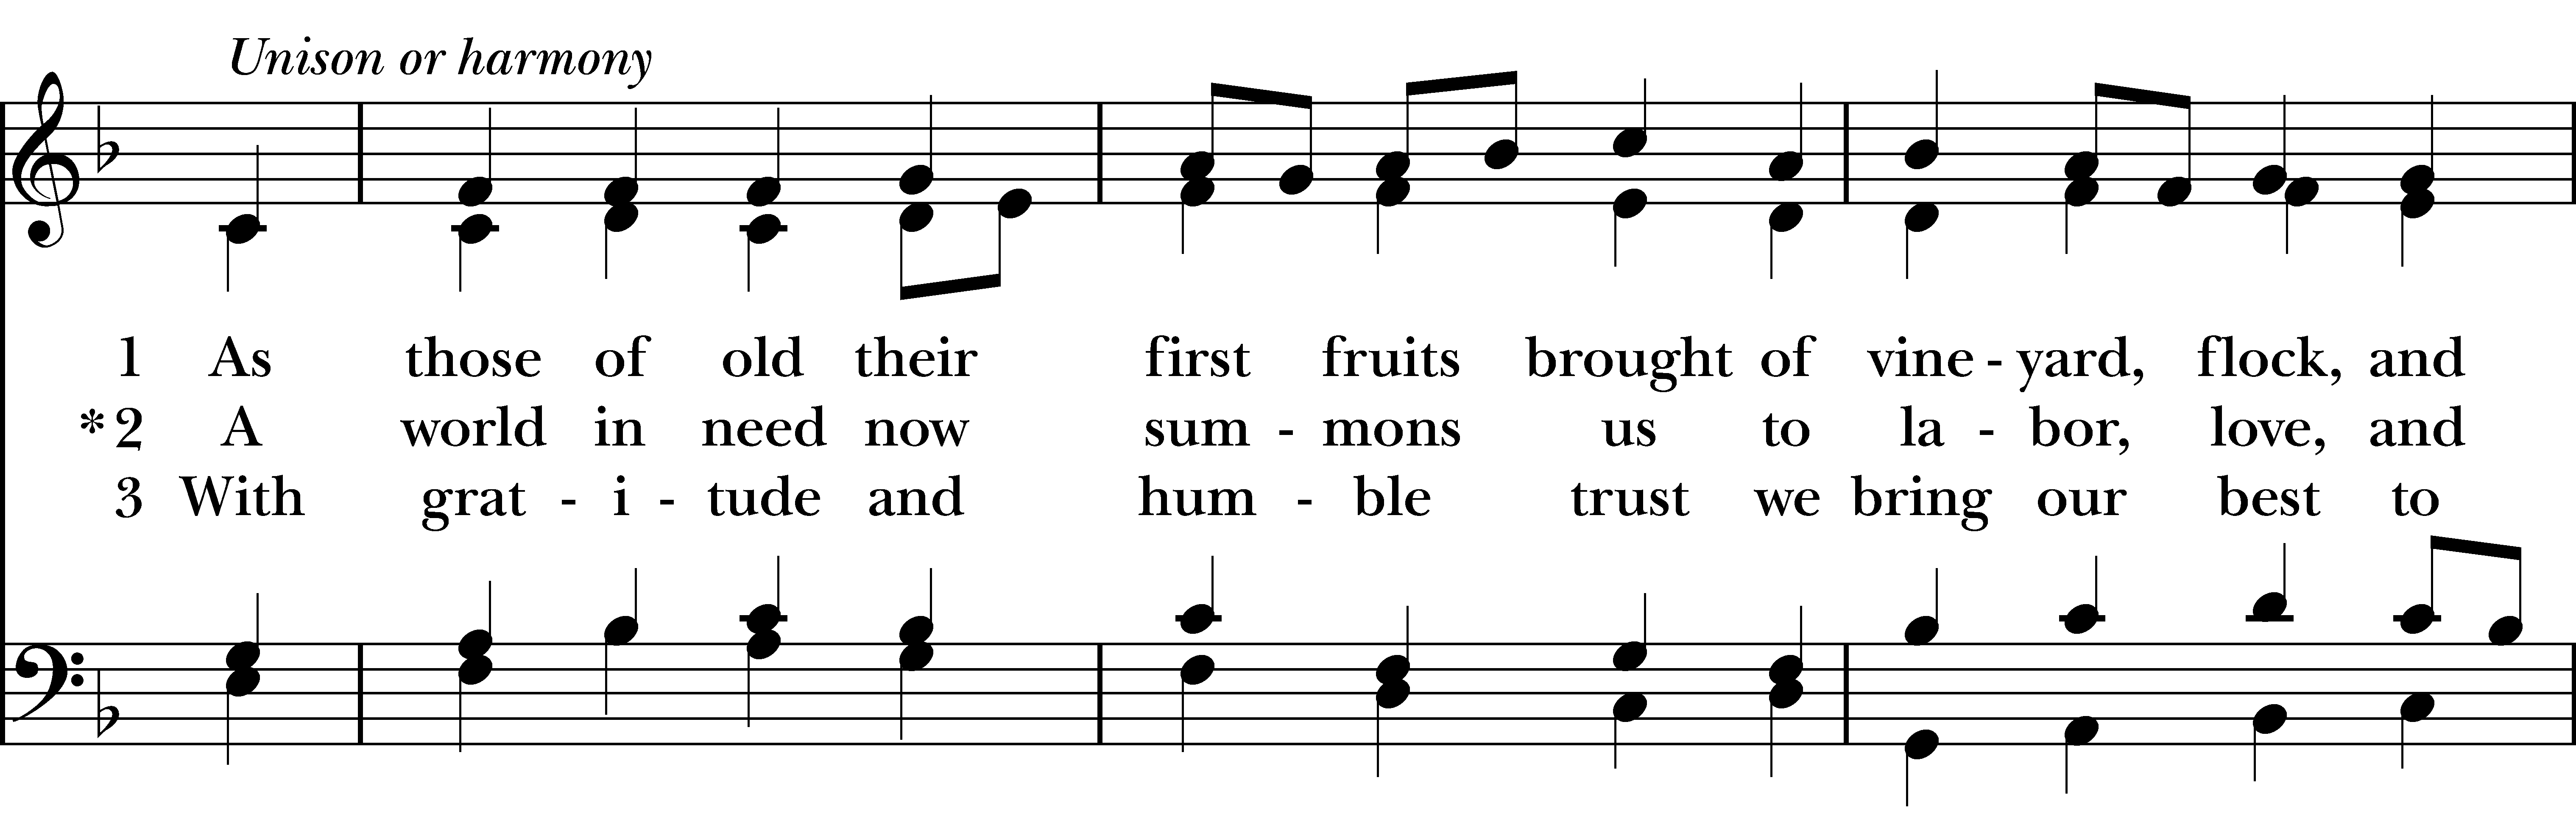 Unison or harmony
1 As those of old their first fruits brought of vine - yard, flock, and
*2 A world in need now sum - mons us to la - bor, love, and
3 With grat - i - tude and hum - ble trust we bring our best to